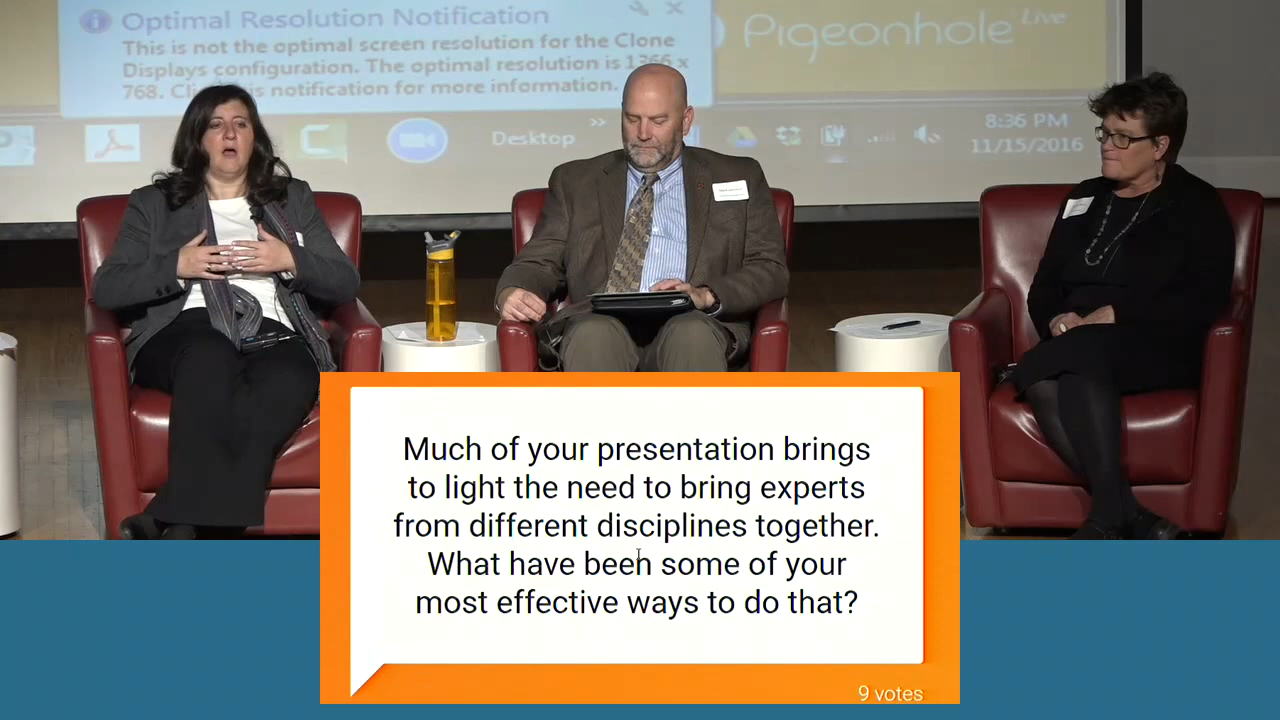 Optimal Resolution Notification
This is not the optimal screen resolution for the Clone
Displays configuration. The optimal resolution is 1366 x
768. Cli is notification for more information.
Pigeonhole Live
Desktop
8:36 PM
11/15/2016
Much of your presentation brings
to light the need to bring experts
from different disciplines together.
What have been some of your
most effective ways to do that?
9 votes